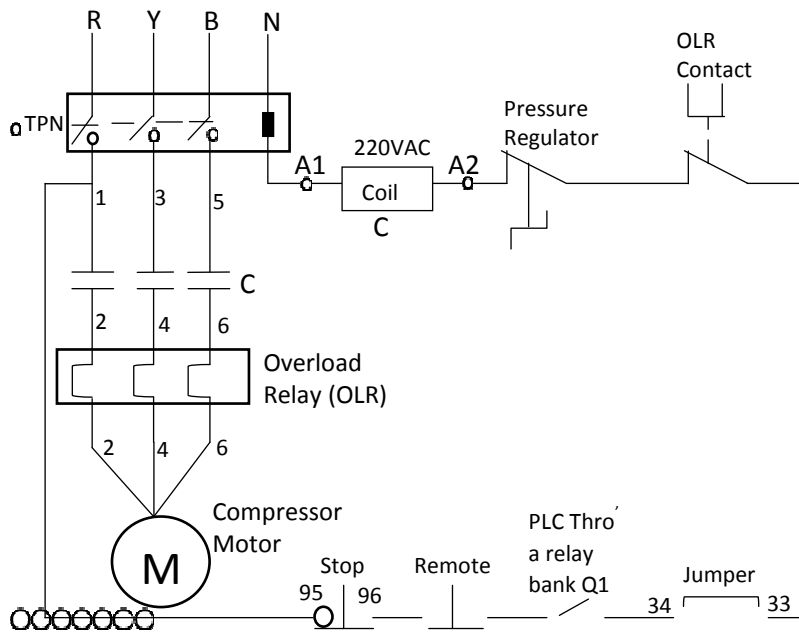 R Y B N
TPN
OLR
Contact
Pressure
Regulator
220VAC
A1
Coil
A2
C
1 3 5
C
2 4 6
Overload
Relay (OLR)
2 4 6
Compressor
Motor
M
PLC Thro'
a relay
bank Q1
Stop
Remote
Jumper
95 96
34 33